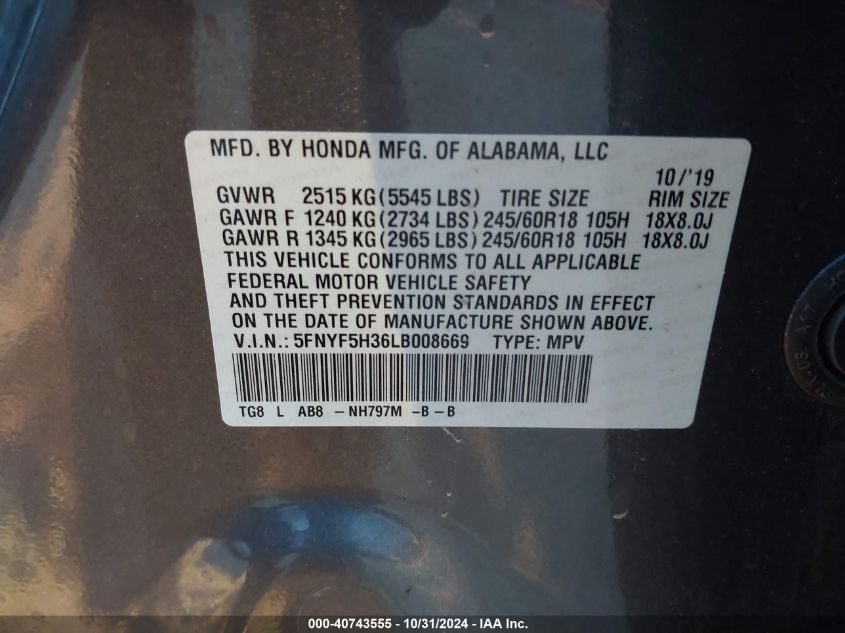 MFD. BY HONDA MFG. OF ALABAMA, LLC
10/'19
GVWR 2515 KG(5545 LBS) TIRE SIZE RIM SIZE
GAWR F 1240 KG(2734 LBS) 245/60R18 105H 18X8.0J
GAWR R 1345 KG(2965 LBS) 245/60R18 105H 18X8.0J
THIS VEHICLE CONFORMS TO ALL APPLICABLE
FEDERAL MOTOR VEHICLE SAFETY
AND THEFT PREVENTION STANDARDS IN EFFECT
ON THE DATE OF MANUFACTURE SHOWN ABOVE.
V.I.N.: 5FNYF5H36LB008669 TYPE: MPV
TG8 L AB8 -NH797M -B-B
000-40743555 - 10/31/2024 - IAA Inc.